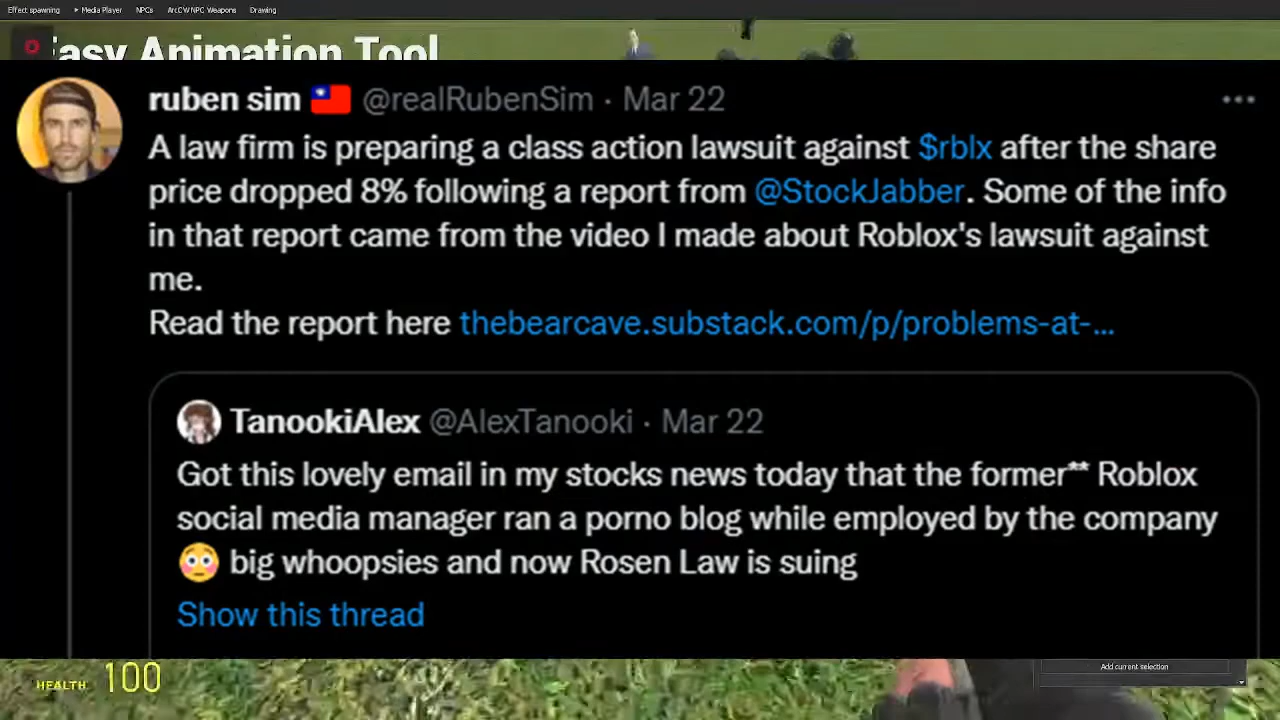 Effect spawning ▸ Media Player NPCs ArcCW NPC Weapons Drawing
Easy Animation Tool
ruben sim 🇹🇼 @realRubenSim · Mar 22
A law firm is preparing a class action lawsuit against $rblx after the share
price dropped 8% following a report from @StockJabber. Some of the info
in that report came from the video I made about Roblox's lawsuit against
me.
Read the report here thebearcave.substack.com/p/problems-at-...
TanookiAlex @AlexTanooki · Mar 22
Got this lovely email in my stocks news today that the former** Roblox
social media manager ran a porno blog while employed by the company
😳 big whoopsies and now Rosen Law is suing
Show this thread
HEALTH 100
Add current selection